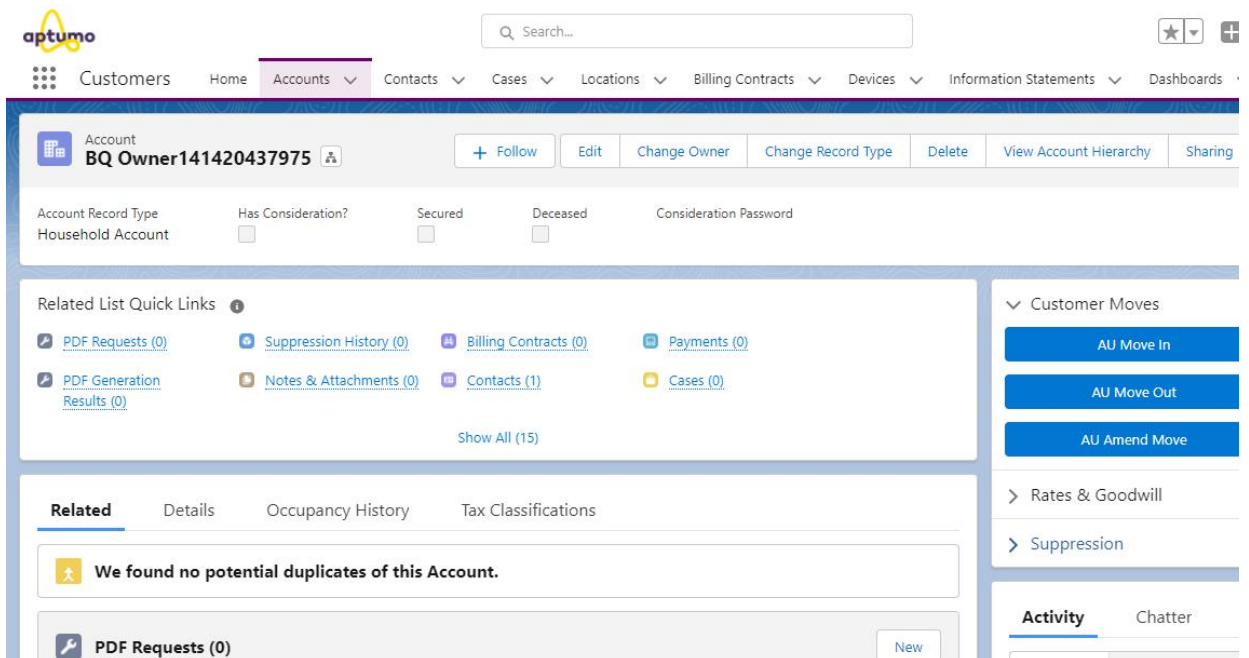 aptumo
Search...
Customers Home Accounts Contacts Cases Locations Billing Contracts Devices Information Statements Dashboards
Account
BQ Owner141420437975
+ Follow Edit Change Owner Change Record Type Delete View Account Hierarchy Sharing
Account Record Type Has Consideration? Secured Deceased Consideration Password
Household Account
Related List Quick Links
PDF Requests (0) Suppression History (0) Billing Contracts (0) Payments (0)
PDF Generation Results (0) Notes & Attachments (0) Contacts (1) Cases (0)
Show All (15)
Customer Moves
AU Move In
AU Move Out
AU Amend Move
Rates & Goodwill
Suppression
Related Details Occupancy History Tax Classifications
We found no potential duplicates of this Account.
PDF Requests (0) New
Activity Chatter